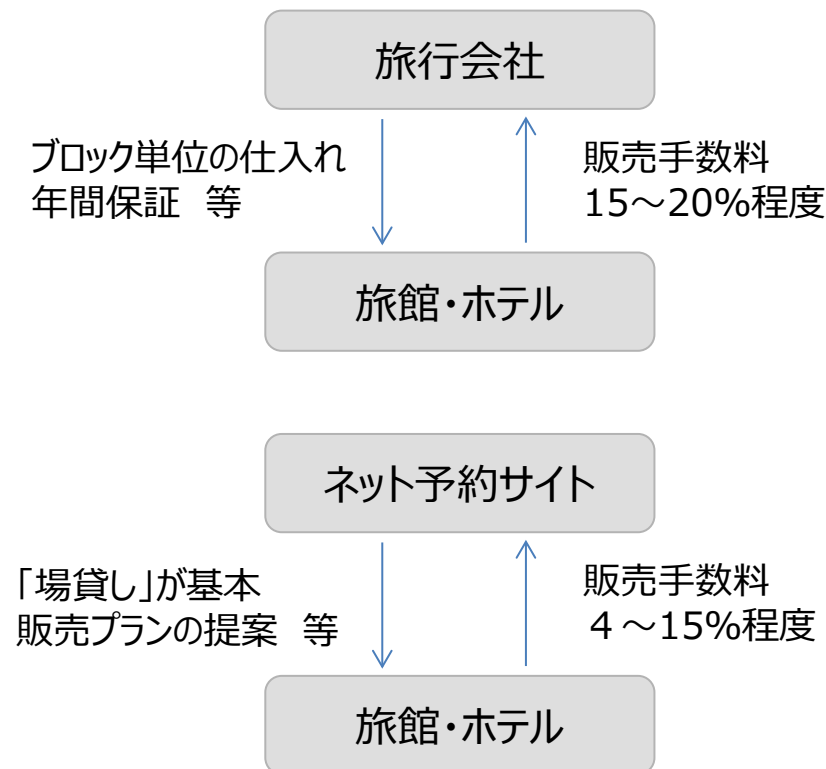 旅行会社
ブロック単位の仕入れ
年間保証　等
販売手数料
15～20%程度
旅館・ホテル
ネット予約サイト
「場貸し」が基本
販売プランの提案　等
販売手数料
４～15%程度
旅館・ホテル